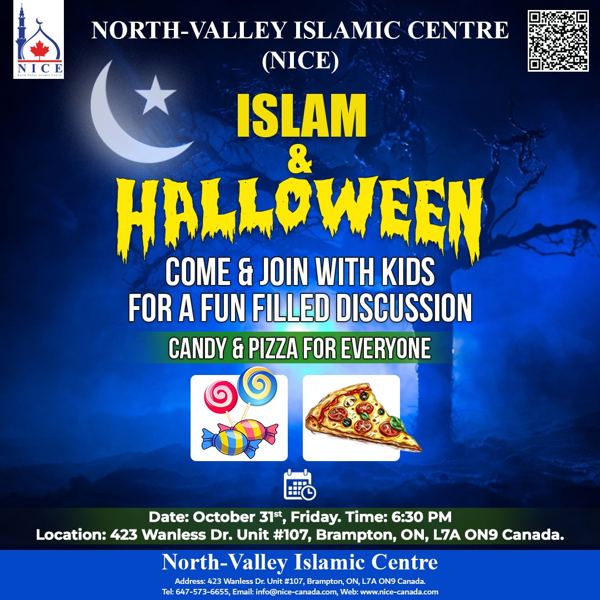 NORTH-VALLEY ISLAMIC CENTRE
(NICE)
NICE
ISLAM
&
HALLOWEEN
COME & JOIN WITH KIDS
FOR A FUN FILLED DISCUSSION
CANDY & PIZZA FOR EVERYONE
Date: October 31st, Friday. Time: 6:30 PM
Location: 423 Wanless Dr. Unit #107, Brampton, ON, L7A ON9 Canada.
North-Valley Islamic Centre
Address: 423 Wanless Dr. Unit #107, Brampton, ON, L7A ON9 Canada.
Tel: 647-573-6655, Email: info@nice-canada.com, Web: www.nice-canada.com